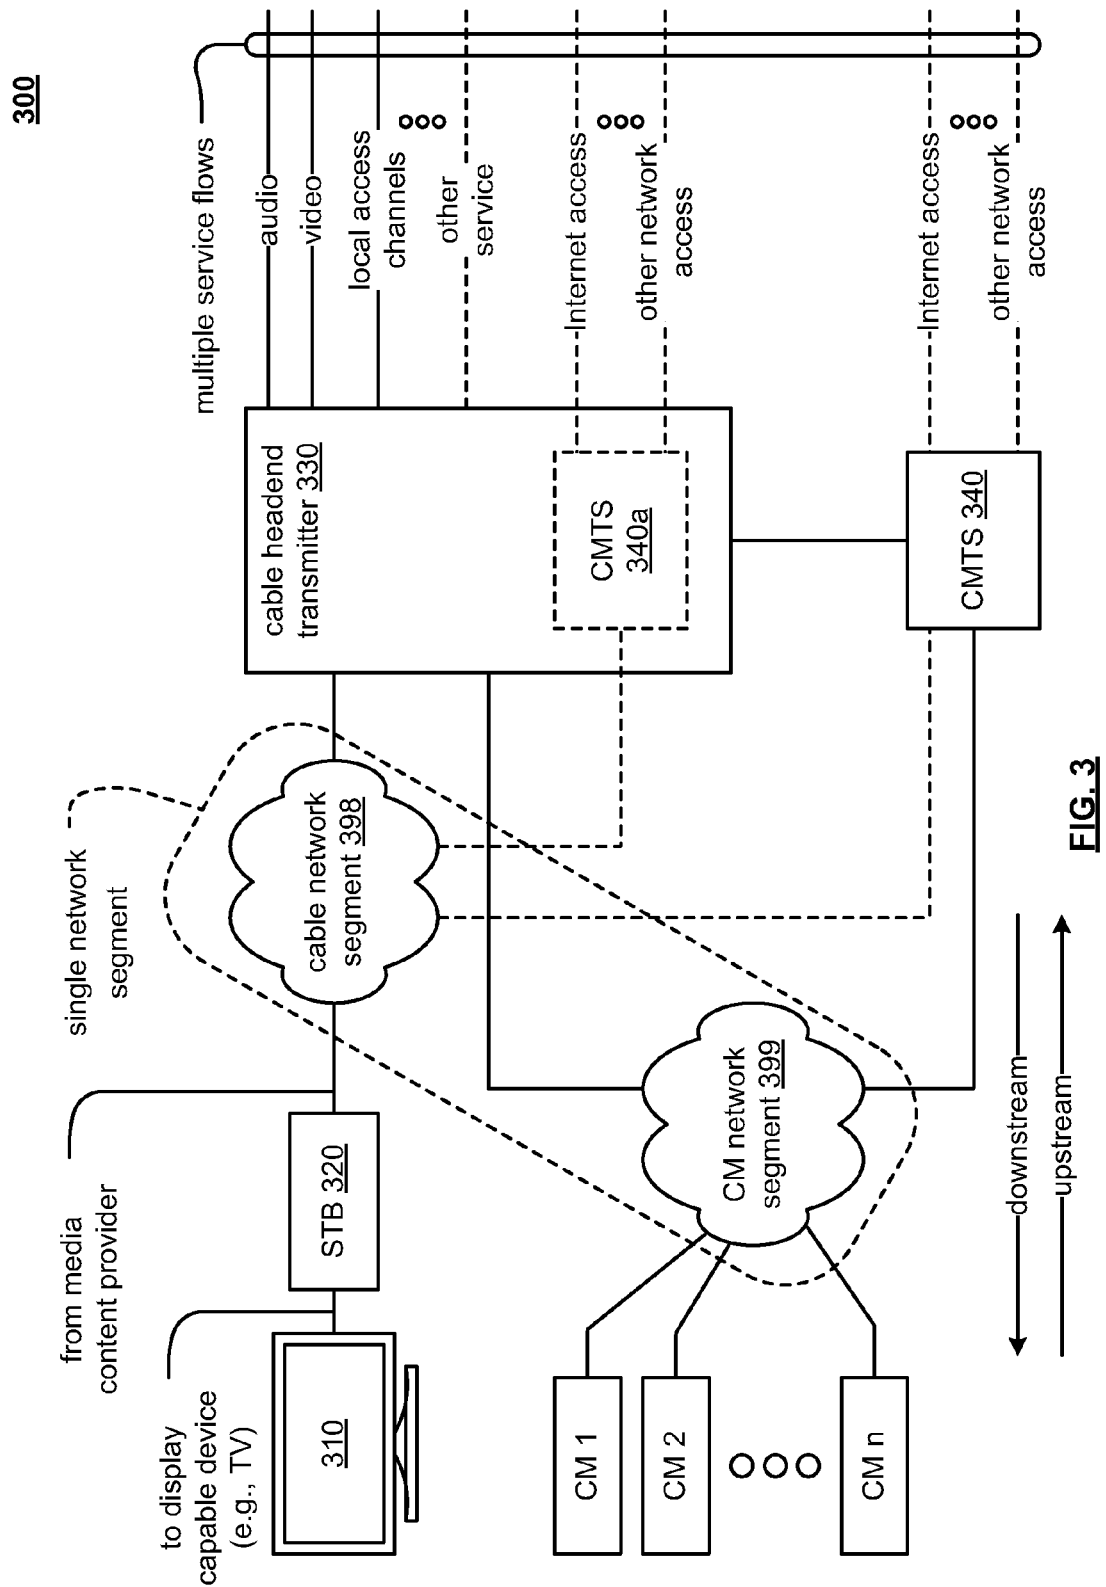 300
multiple service flows
audio
video
local access
channels
other
service
Internet access
other network
access
Internet access
other network
access
cable headend
transmitter 330
CMTS
340a
CMTS 340
single network
segment
cable network
segment 398
CM network
segment 399
from media
content provider
STB 320
to display
capable device
(e.g., TV)
310
CM 1
CM 2
CM n
downstream
upstream
FIG. 3